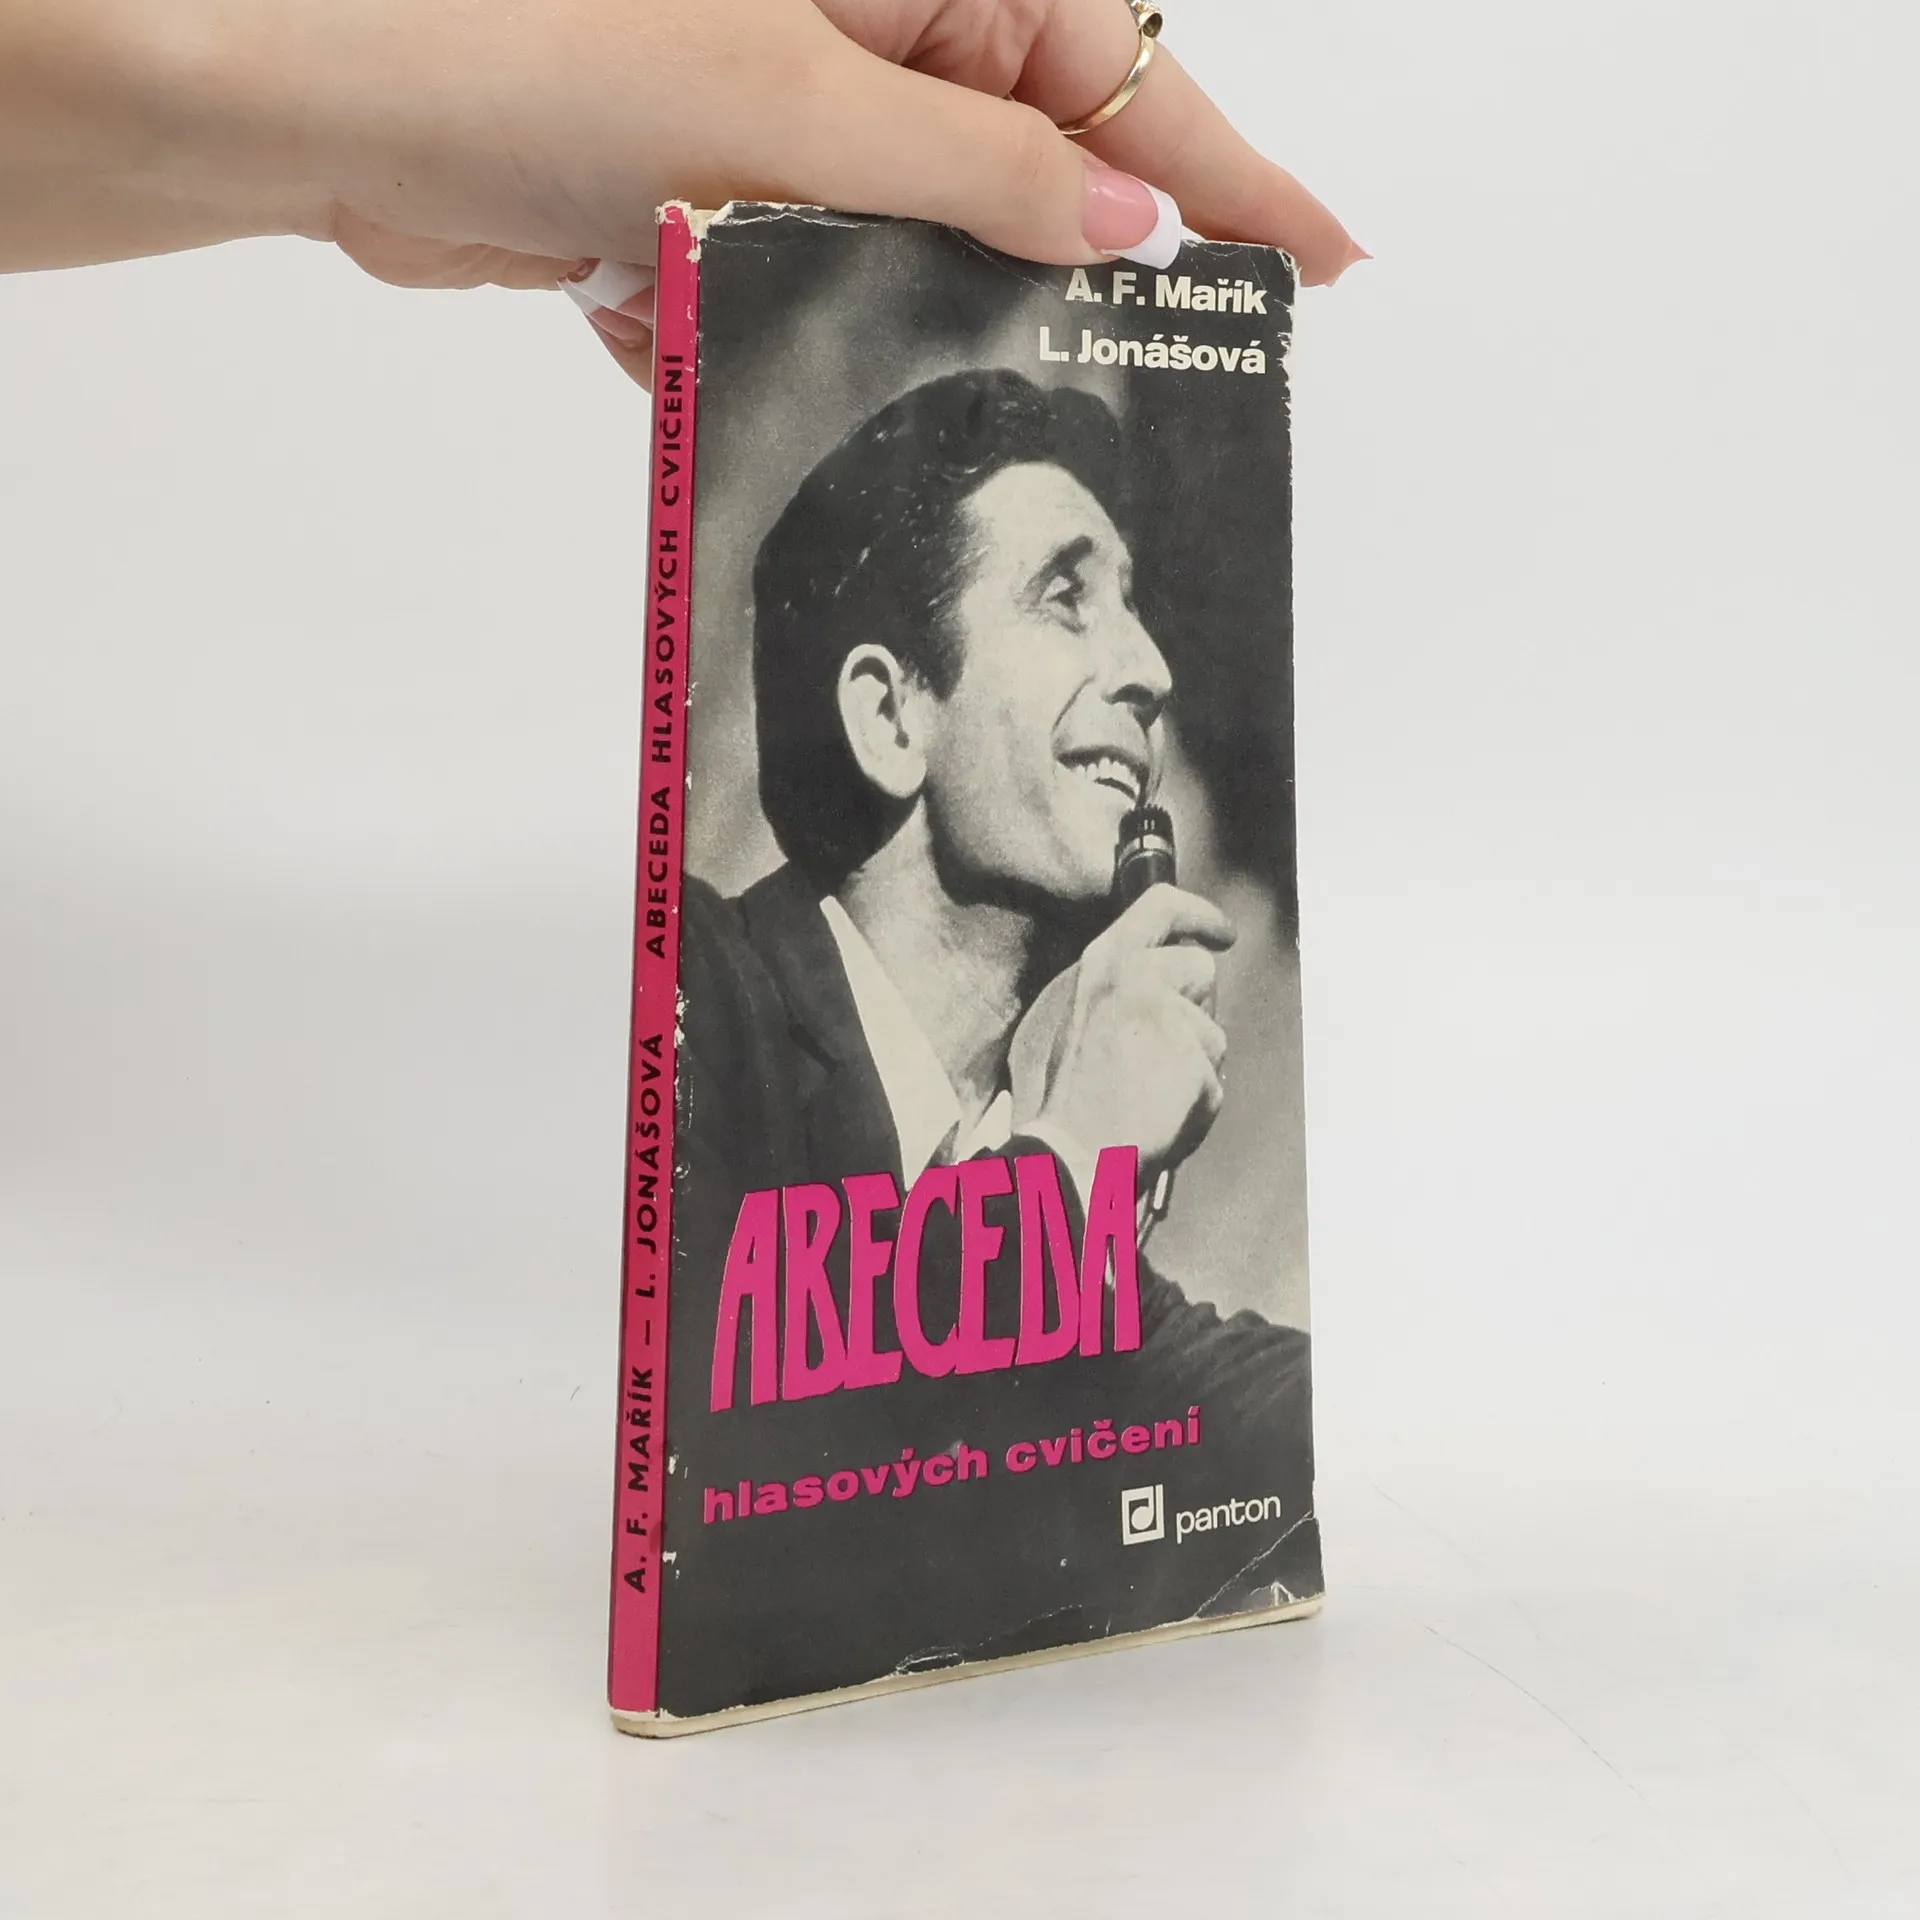 A. F. Mařík
L. Jonášová
ABECEDA
hlasových cvičení
panton
A. F. MAŘÍK – L. JONÁŠOVÁ ABECEDA HLASOVÝCH CVIČENÍ